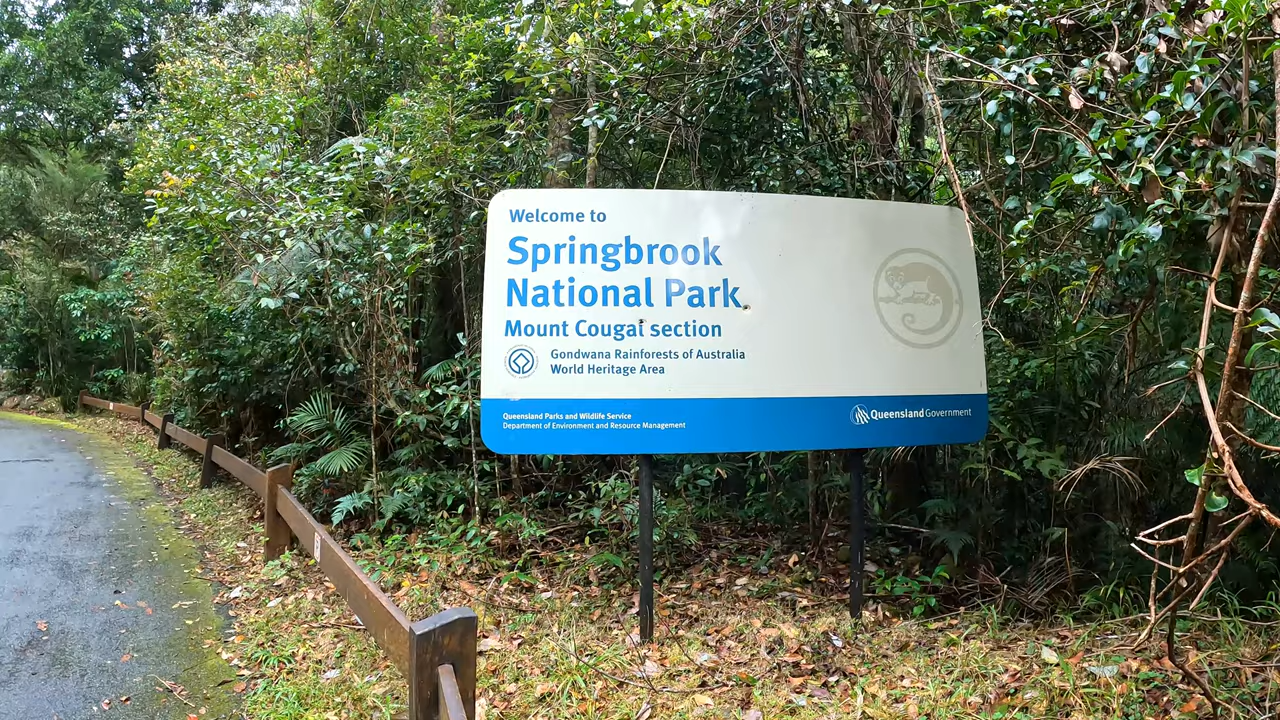 Welcome to
Springbrook
National Park
Mount Cougal section
Gondwana Rainforests of Australia
World Heritage Area
Queensland Parks and Wildlife Service
Department of Environment and Resource Management
Queensland Government